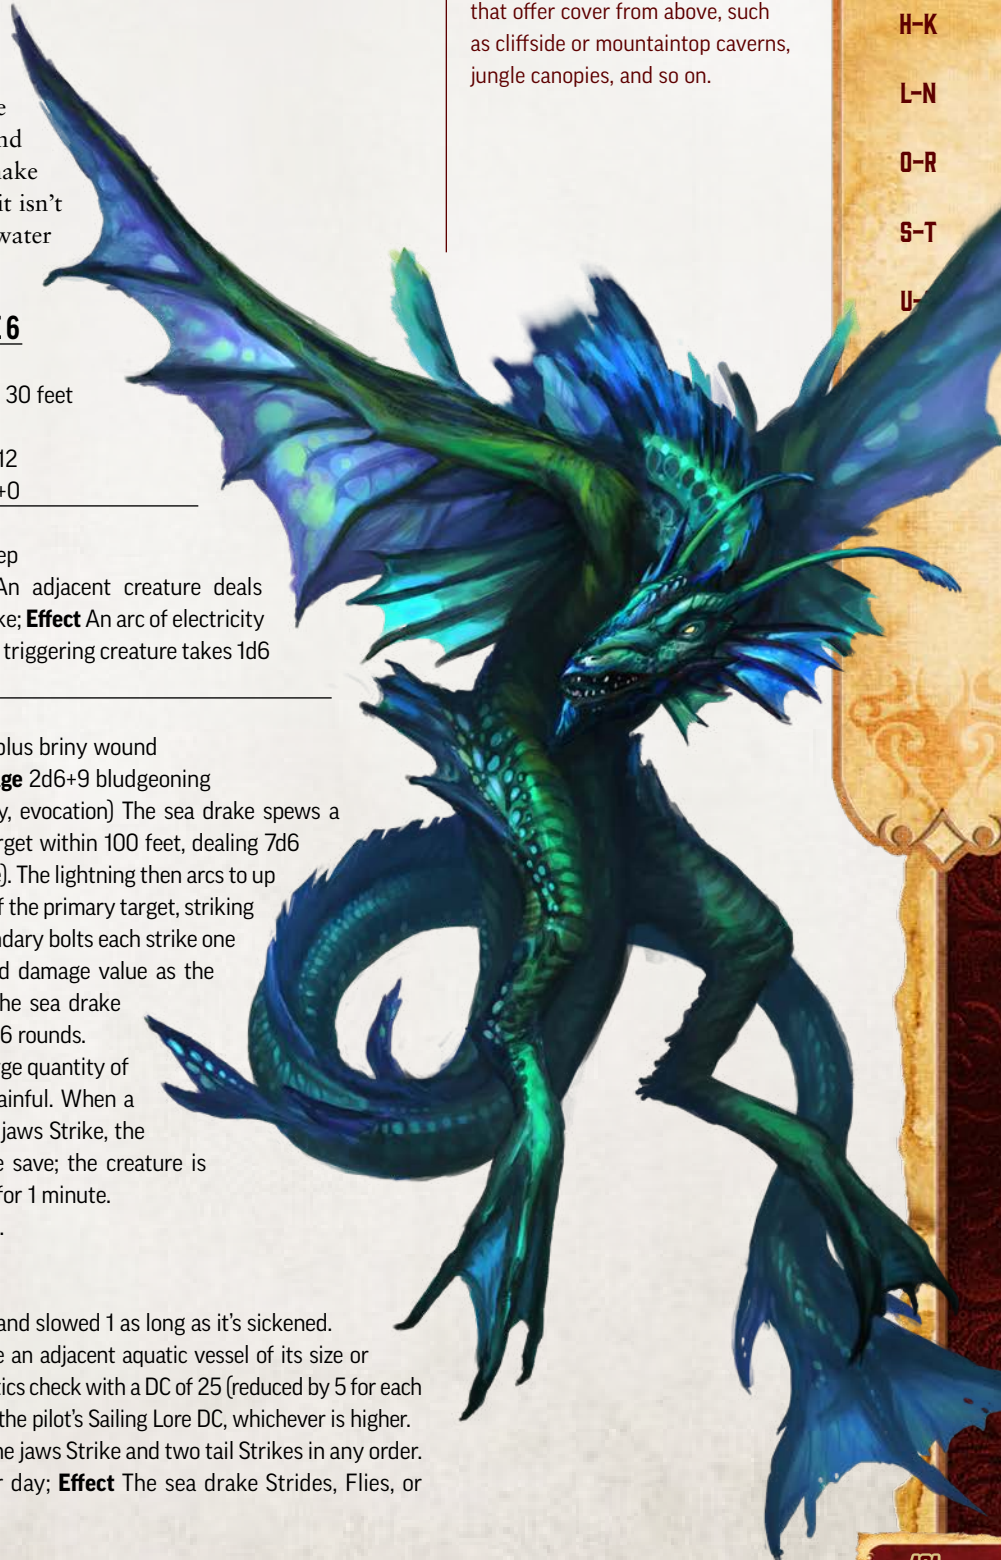 that offer cover from above, such
as cliffside or mountaintop caverns,
jungle canopies, and so on.
H–K
L–N
O–R
S–T
U–
e
nd
ake
it isn't
water
E 6
30 feet
12
+0
ep
An adjacent creature deals
ke; Effect An arc of electricity
triggering creature takes 1d6
plus briny wound
ge 2d6+9 bludgeoning
y, evocation) The sea drake spews a
rget within 100 feet, dealing 7d6
e). The lightning then arcs to up
f the primary target, striking
ndary bolts each strike one
d damage value as the
he sea drake
6 rounds.
rge quantity of
ainful. When a
jaws Strike, the
e save; the creature is
for 1 minute.
.
and slowed 1 as long as it's sickened.
e an adjacent aquatic vessel of its size or
tics check with a DC of 25 (reduced by 5 for each
the pilot's Sailing Lore DC, whichever is higher.
ne jaws Strike and two tail Strikes in any order.
r day; Effect The sea drake Strides, Flies, or